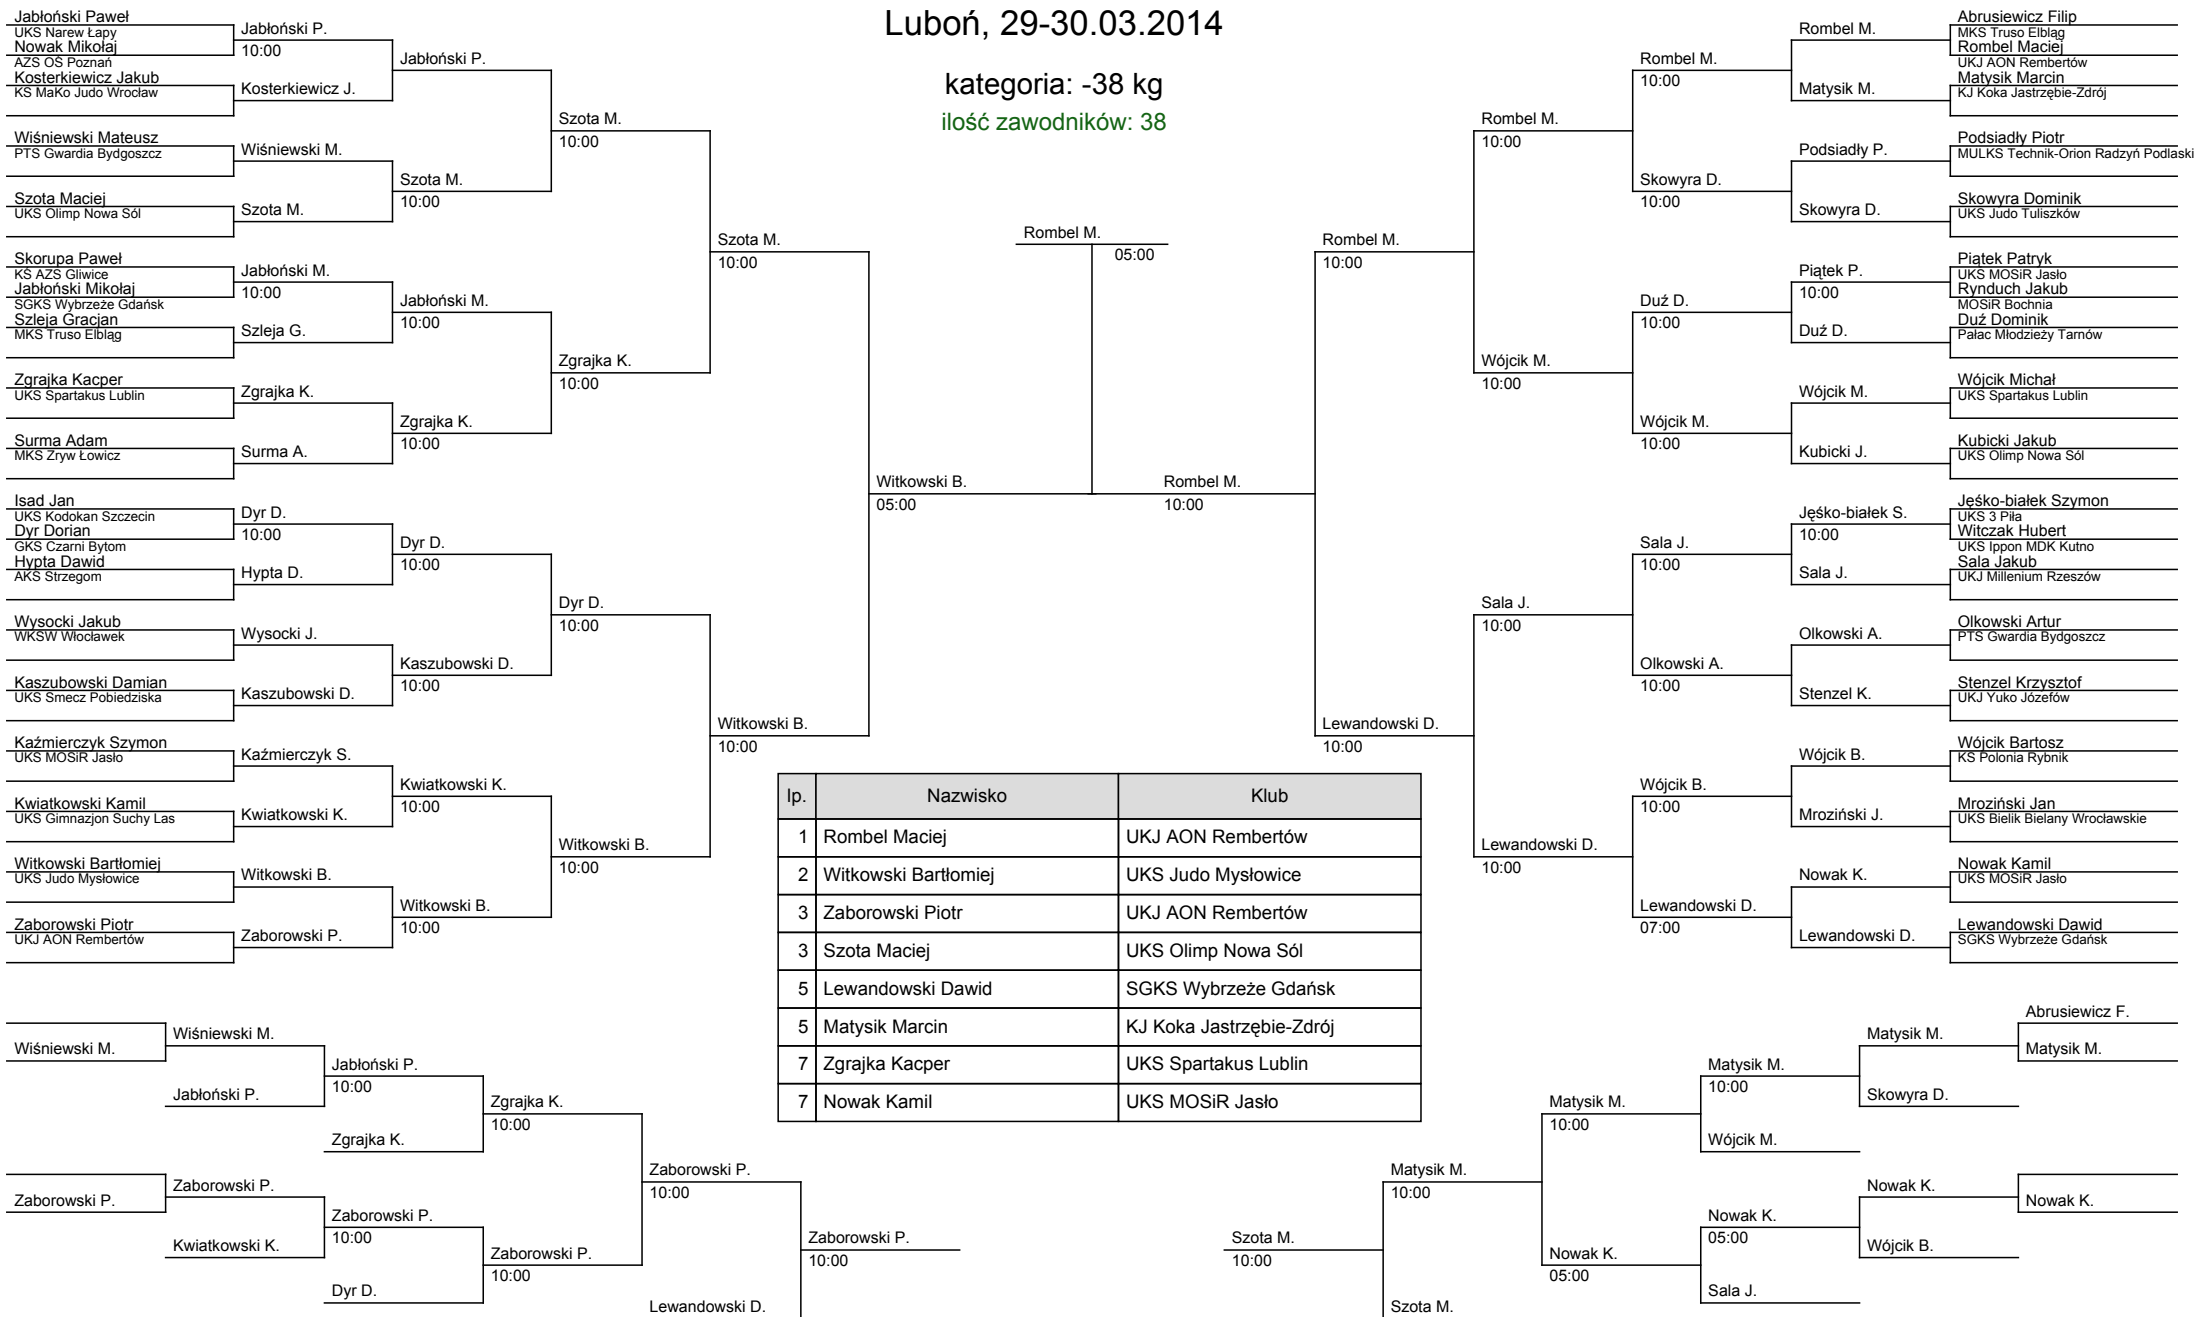 Luboń, 29-30.03.2014
kategoria: -38 kg
ilość zawodników: 38
Jabłoński Paweł
UKS Narew Łapy
Nowak Mikołaj
AZS OŚ Poznań
Kosterkiewicz Jakub
KS MaKo Judo Wrocław
Wiśniewski Mateusz
PTS Gwardia Bydgoszcz
Szota Maciej
UKS Olimp Nowa Sól
Skorupa Paweł
KŚ AZS Gliwice
Jabłoński Mikołaj
SGKS Wybrzeże Gdańsk
Szleja Gracjan
MKS Truso Elbląg
Zgrajka Kacper
UKS Spartakus Lublin
Surma Adam
MKS Zryw Łowicz
Isad Jan
UKS Kodokan Szczecin
Dyr Dorian
GKS Czarni Bytom
Hypta Dawid
AKS Strzegom
Wysocki Jakub
WKSW Włocławek
Kaszubowski Damian
UKS Smecz Pobiedziska
Kaźmierczyk Szymon
UKS MOSiR Jasło
Kwiatkowski Kamil
UKS Gimnazjon Suchy Las
Witkowski Bartłomiej
UKS Judo Mysłowice
Zaborowski Piotr
UKJ AON Rembertów
Jabłoński P.
10:00
Kosterkiewicz J.
Wiśniewski M.
Szota M.
Jabłoński M.
10:00
Szleja G.
Zgrajka K.
Surma A.
Dyr D.
10:00
Hypta D.
Wysocki J.
Kaszubowski D.
Kaźmierczyk S.
Kwiatkowski K.
Witkowski B.
Zaborowski P.
Jabłoński P.
Szota M.
10:00
Jabłoński M.
10:00
Zgrajka K.
10:00
Dyr D.
10:00
Kaszubowski D.
10:00
Kwiatkowski K.
10:00
Witkowski B.
10:00
Szota M.
10:00
Zgrajka K.
10:00
Dyr D.
10:00
Witkowski B.
10:00
Szota M.
10:00
Witkowski B.
10:00
Witkowski B.
05:00
Rombel M.
05:00
Rombel M.
10:00
Rombel M.
10:00
Lewandowski D.
10:00
Rombel M.
10:00
Wójcik M.
10:00
Sala J.
10:00
Lewandowski D.
10:00
Rombel M.
10:00
Skowyra D.
10:00
Duź D.
10:00
Wójcik M.
10:00
Sala J.
10:00
Olkowski A.
10:00
Wójcik B.
10:00
Lewandowski D.
07:00
Rombel M.
Matysik M.
Podsiadły P.
Skowyra D.
Piątek P.
10:00
Duź D.
Wójcik M.
Kubicki J.
Jęśko-białek S.
10:00
Sala J.
Olkowski A.
Stenzel K.
Wójcik B.
Mroziński J.
Nowak K.
Lewandowski D.
Abrusiewicz Filip
MKS Truso Elbląg
Rombel Maciej
UKJ AON Rembertów
Matysik Marcin
KJ Koka Jastrzębie-Zdrój
Podsiadły Piotr
MULKS Technik-Orion Radzyń Podlaski
Skowyra Dominik
UKS Judo Tuliszków
Piątek Patryk
UKS MOSiR Jasło
Rynduch Jakub
MOSiR Bochnia
Duź Dominik
Pałac Młodzieży Tarnów
Wójcik Michał
UKS Spartakus Lublin
Kubicki Jakub
UKS Olimp Nowa Sól
Jęśko-białek Szymon
UKS 3 Piła
Witczak Hubert
UKS Ippon MDK Kutno
Sala Jakub
UKJ Millenium Rzeszów
Olkowski Artur
PTS Gwardia Bydgoszcz
Stenzel Krzysztof
UKJ Yuko Józefów
Wójcik Bartosz
KS Polonia Rybnik
Mroziński Jan
UKS Bielik Bielany Wrocławskie
Nowak Kamil
UKS MOSiR Jasło
Lewandowski Dawid
SGKS Wybrzeże Gdańsk
lp. Nazwisko Klub
1 Rombel Maciej UKJ AON Rembertów
2 Witkowski Bartłomiej UKS Judo Mysłowice
3 Zaborowski Piotr UKJ AON Rembertów
3 Szota Maciej UKS Olimp Nowa Sól
5 Lewandowski Dawid SGKS Wybrzeże Gdańsk
5 Matysik Marcin KJ Koka Jastrzębie-Zdrój
7 Zgrajka Kacper UKS Spartakus Lublin
7 Nowak Kamil UKS MOSiR Jasło
Wiśniewski M.
Zaborowski P.
Wiśniewski M.
Jabłoński P.
Zaborowski P.
Kwiatkowski K.
Jabłoński P.
10:00
Zgrajka K.
Zaborowski P.
10:00
Dyr D.
Zgrajka K.
10:00
Zaborowski P.
10:00
Zaborowski P.
10:00
Lewandowski D.
Zaborowski P.
10:00
Szota M.
10:00
Matysik M.
10:00
Szota M.
Matysik M.
10:00
Nowak K.
05:00
Matysik M.
10:00
Wójcik M.
Nowak K.
05:00
Sala J.
Matysik M.
Skowyra D.
Nowak K.
Wójcik B.
Abrusiewicz F.
Matysik M.
Nowak K.